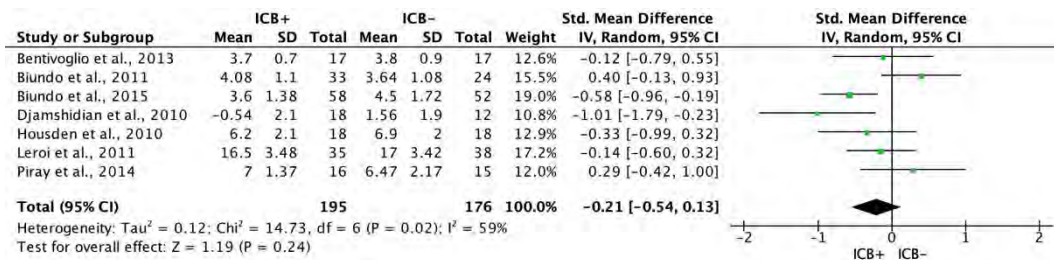 ICB+ ICB- Std. Mean Difference Std. Mean Difference
Study or Subgroup Mean SD Total Mean SD Total Weight IV, Random, 95% CI IV, Random, 95% CI
Bentivoglio et al., 2013 3.7 0.7 17 3.8 0.9 17 12.6% -0.12 [-0.79, 0.55]
Biundo et al., 2011 4.08 1.1 33 3.64 1.08 24 15.5% 0.40 [-0.13, 0.93]
Biundo et al., 2015 3.6 1.38 58 4.5 1.72 52 19.0% -0.58 [-0.96, -0.19]
Djamshidian et al., 2010 -0.54 2.1 18 1.56 1.9 12 10.8% -1.01 [-1.79, -0.23]
Housden et al., 2010 6.2 2.1 18 6.9 2 18 12.9% -0.33 [-0.99, 0.32]
Leroi et al., 2011 16.5 3.48 35 17 3.42 38 17.2% -0.14 [-0.60, 0.32]
Piray et al., 2014 7 1.37 16 6.47 2.17 15 12.0% 0.29 [-0.42, 1.00]
Total (95% CI) 195 176 100.0% -0.21 [-0.54, 0.13]
Heterogeneity: Tau² = 0.12; Chi² = 14.73, df = 6 (P = 0.02); I² = 59%
Test for overall effect: Z = 1.19 (P = 0.24)
-2 -1 0 1 2
ICB+ ICB-